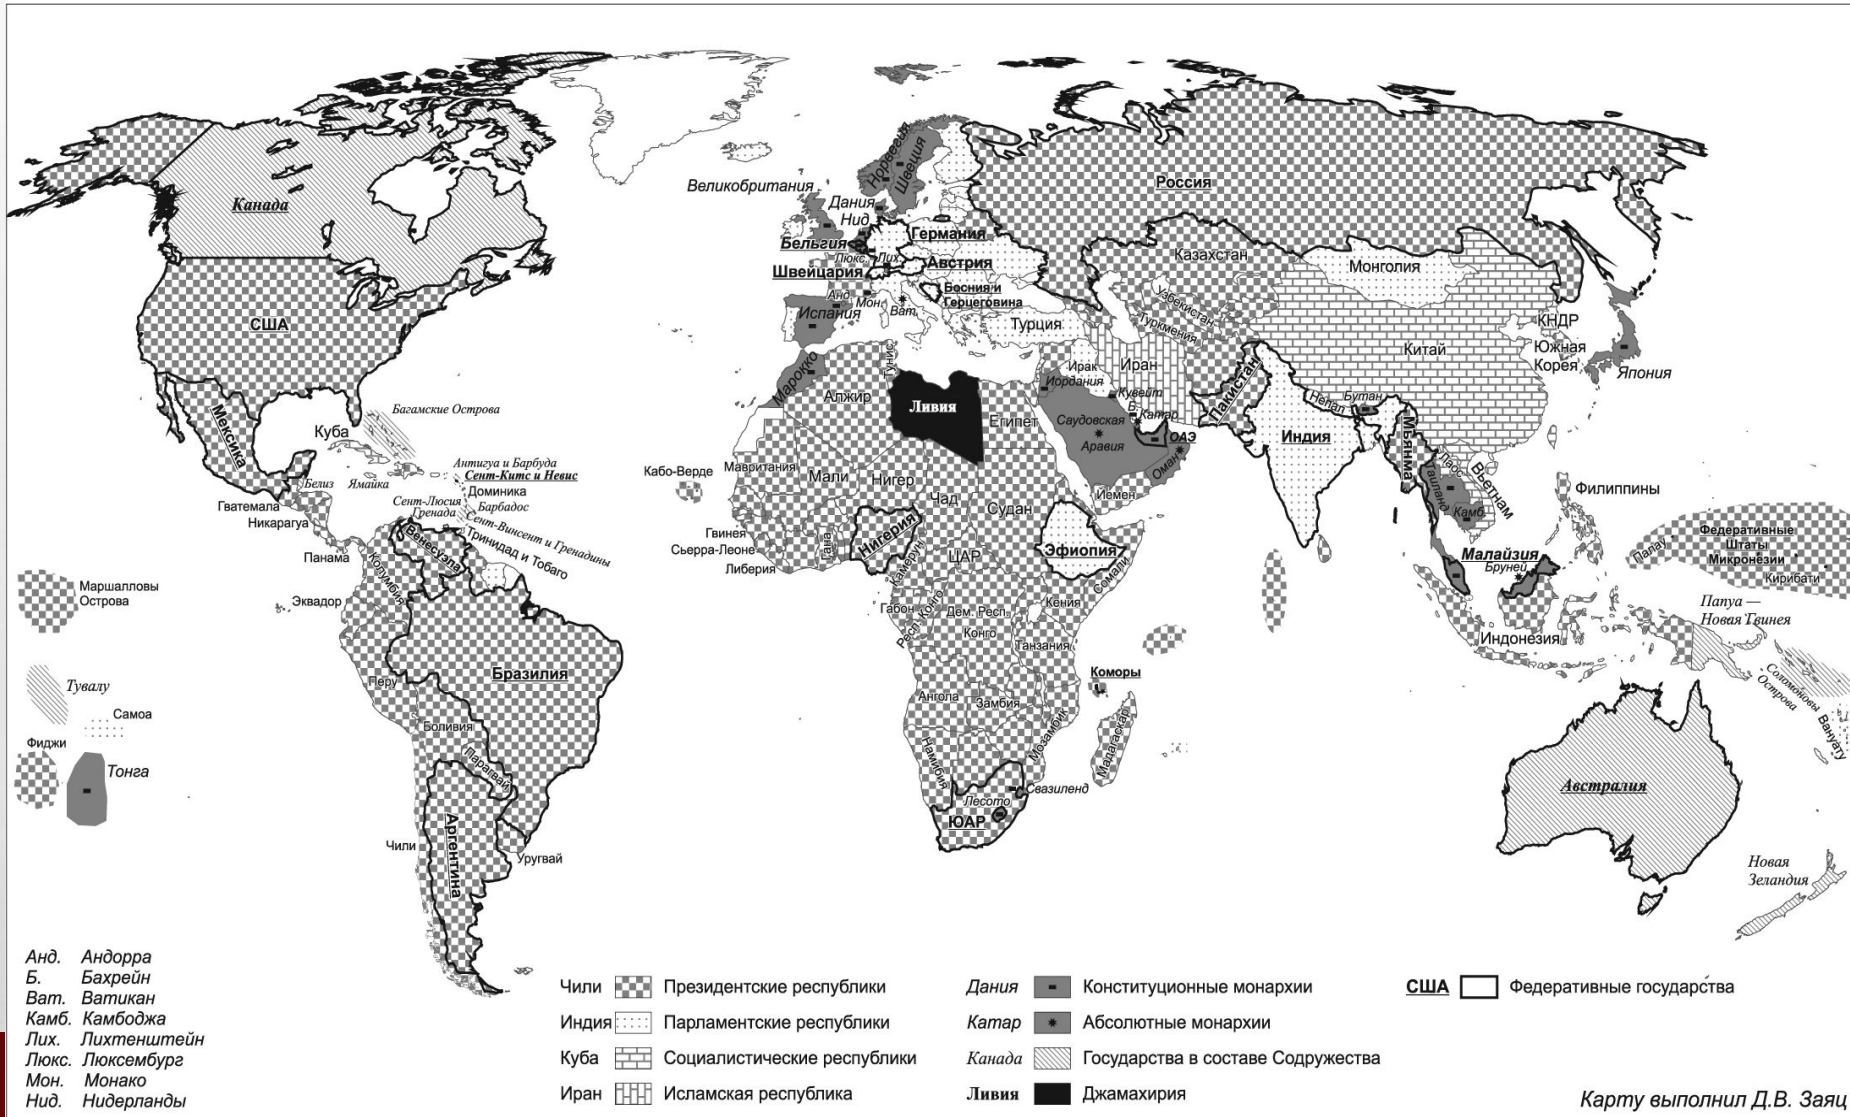 Канада
США
Мексика
Куба
Багамские Острова
Антигуа и Барбуда
Сент-Китс и Невис
Доминика
Барбадос
Сент-Люсия
Гренада
Сент-Винсент и Гренадины
Тринидад и Тобаго
Белиз
Ямайка
Гватемала
Никарагуа
Панама
Венесуэла
Колумбия
Эквадор
Перу
Бразилия
Боливия
Парагвай
Чили
Аргентина
Уругвай
Маршалловы
Острова
Тувалу
Самоа
Фиджи
Тонга
Великобритания
Норвегия
Швеция
Дания
Нид.
Бельгия
Германия
Люкс.
Лих.
Австрия
Швейцария
Босния и
Герцеговина
Анд.
Мон.
Ват.
Испания
Россия
Казахстан
Монголия
Узбекистан
Туркмения
Турция
Китай
КНДР
Южная
Корея
Япония
Ирак
Иран
Иордания
Кувейт
Б.
Катар
Саудовская
Аравия
ОАЭ
Оман
Йемен
Пакистан
Индия
Непал
Бутан
Мьянма
Лаос
Таиланд
Вьетнам
Камб.
Филиппины
Малайзия
Бруней
Индонезия
Палау
Федеративные
Штаты
Микронезии
Кирибати
Папуа —
Новая Гвинея
Соломоновы
Острова
Вануату
Австралия
Новая
Зеландия
Марокко
Алжир
Тунис
Ливия
Египет
Кабо-Верде
Мавритания
Мали
Нигер
Чад
Судан
Гвинея
Сьерра-Леоне
Либерия
Гана
Нигерия
Камерун
ЦАР
Эфиопия
Сомали
Габон
Респ. Конго
Дем. Респ.
Конго
Кения
Танзания
Коморы
Ангола
Замбия
Мозамбик
Мадагаскар
Намибия
Свазиленд
Лесото
ЮАР
Анд. Андорра
Б. Бахрейн
Ват. Ватикан
Камб. Камбоджа
Лих. Лихтенштейн
Люкс. Люксембург
Мон. Монако
Нид. Нидерланды
Чили Президентские республики
Индия Парламентские республики
Куба Социалистические республики
Иран Исламская республика
Дания Конституционные монархии
Катар Абсолютные монархии
Канада Государства в составе Содружества
Ливия Джамахирия
США Федеративные государства
Карту выполнил Д.В. Заяц